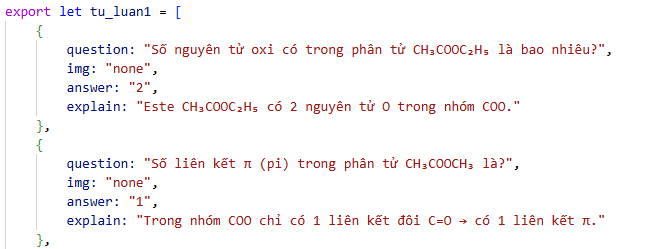 export let tu_luan1 = [
{
question: "Số nguyên tử oxi có trong phân tử CH₃COOC₂H₅ là bao nhiêu?",
img: "none",
answer: "2",
explain: "Este CH₃COOC₂H₅ có 2 nguyên tử O trong nhóm COO."
},
{
question: "Số liên kết π (pi) trong phân tử CH₃COOCH₃ là?",
img: "none",
answer: "1",
explain: "Trong nhóm COO chỉ có 1 liên kết đôi C=O → có 1 liên kết π."
},